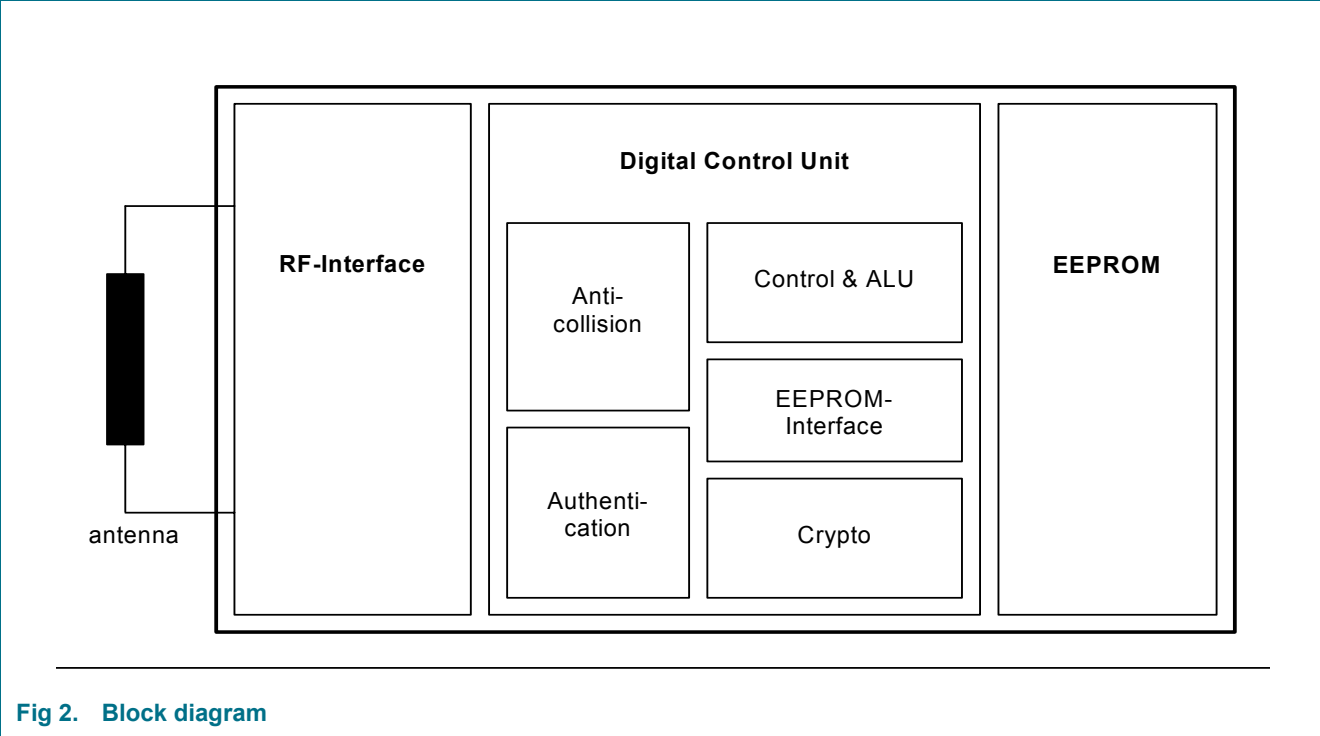 Digital Control Unit
RF-Interface
Anti-
collision
Authenti-
cation
Control & ALU
EEPROM-
Interface
Crypto
EEPROM
antenna
Fig 2. Block diagram